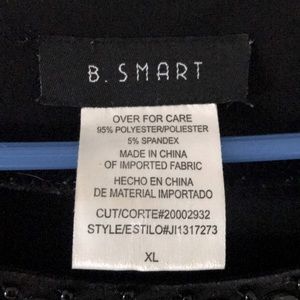 B. SMART
OVER FOR CARE
95% POLYESTER/POLIESTER
5% SPANDEX
MADE IN CHINA
OF IMPORTED FABRIC
HECHO EN CHINA
DE MATERIAL IMPORTADO
CUT/CORTE#20002932
STYLE/ESTILO#JI1317273
XL